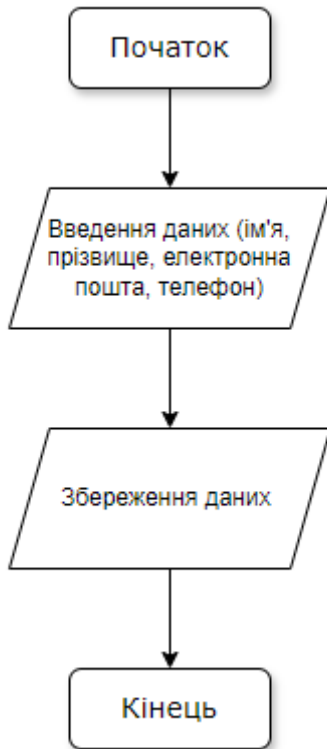 Початок
Введення даних (ім'я,
прізвище, електронна
пошта, телефон)
Збереження даних
Кінець